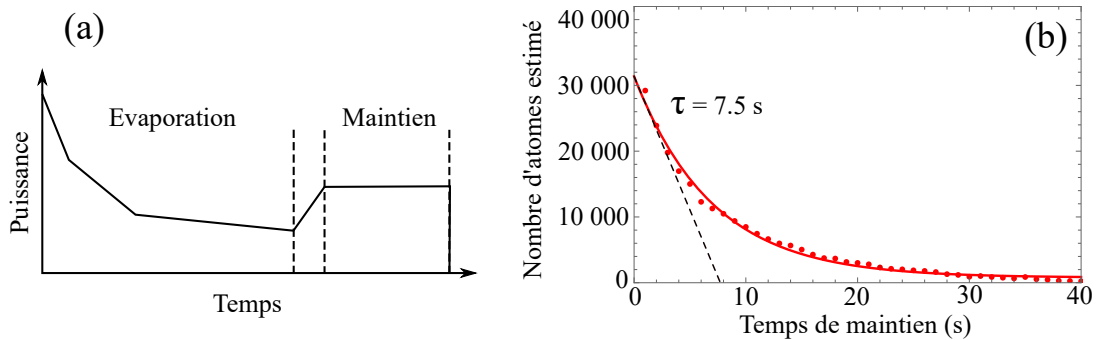 (a)
Puissance
Evaporation
Maintien
Temps
(b)
Nombre d'atomes estimé
40 000
30 000
20 000
10 000
0
τ = 7.5 s
0 10 20 30 40
Temps de maintien (s)